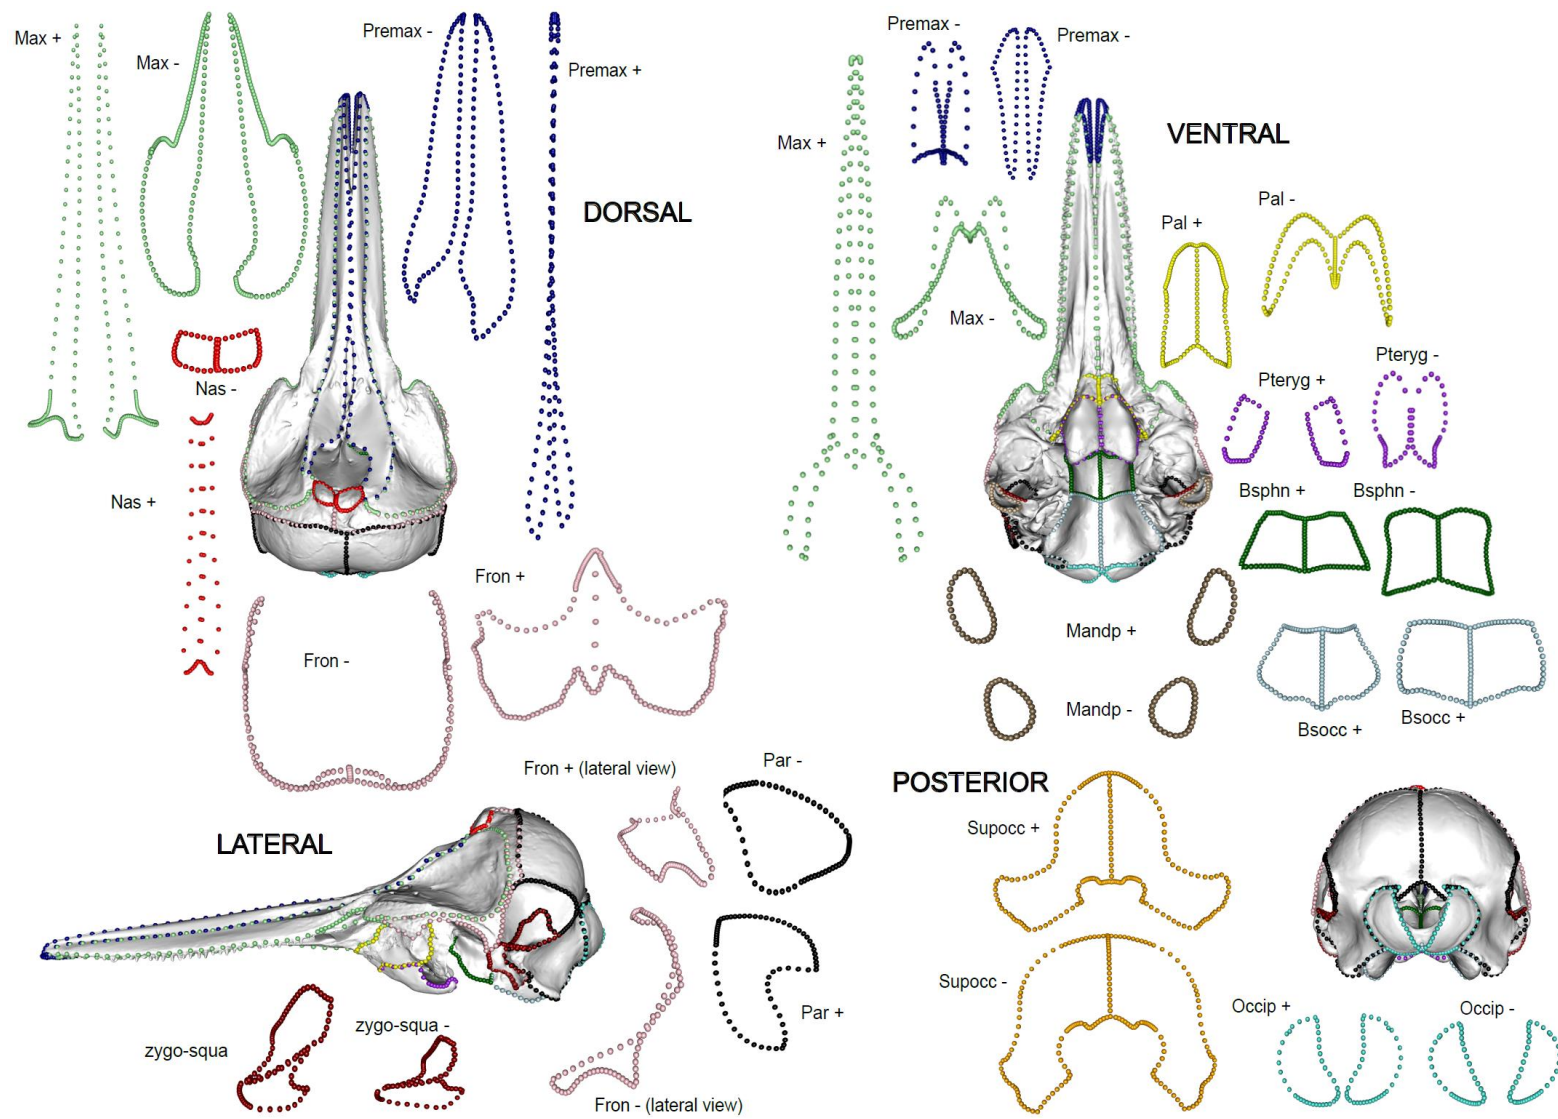 Max +
Max -
Premax -
Premax +
DORSAL
Nas -
Nas +
Fron -
Fron +
Premax -
Premax -
VENTRAL
Max +
Max -
Pal +
Pal -
Pteryg +
Pteryg -
Bsphn +
Bsphn -
Mandp +
Mandp -
Bsocc +
Bsocc +
LATERAL
Fron + (lateral view)
Par -
Par +
zygo-squa
zygo-squa -
Fron - (lateral view)
POSTERIOR
Supocc +
Supocc -
Occip +
Occip -